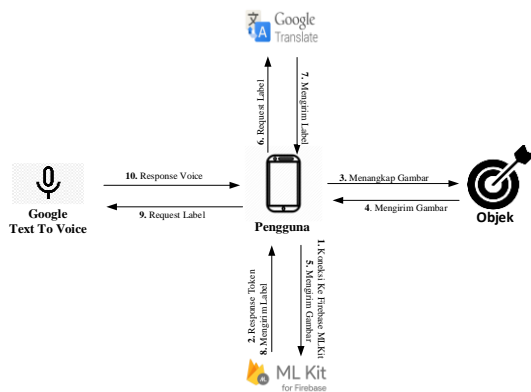 Google
Translate
6. Request Label
7. Mengirim Label
10. Response Voice
9. Request Label
3. Menangkap Gambar
4. Mengirim Gambar
Google
Text To Voice
Pengguna
Objek
2. Response Token
8. Mengirim Label
1. Koneksi Ke Firebase MLKit
5. Mengirim Gambar
ML Kit
for Firebase